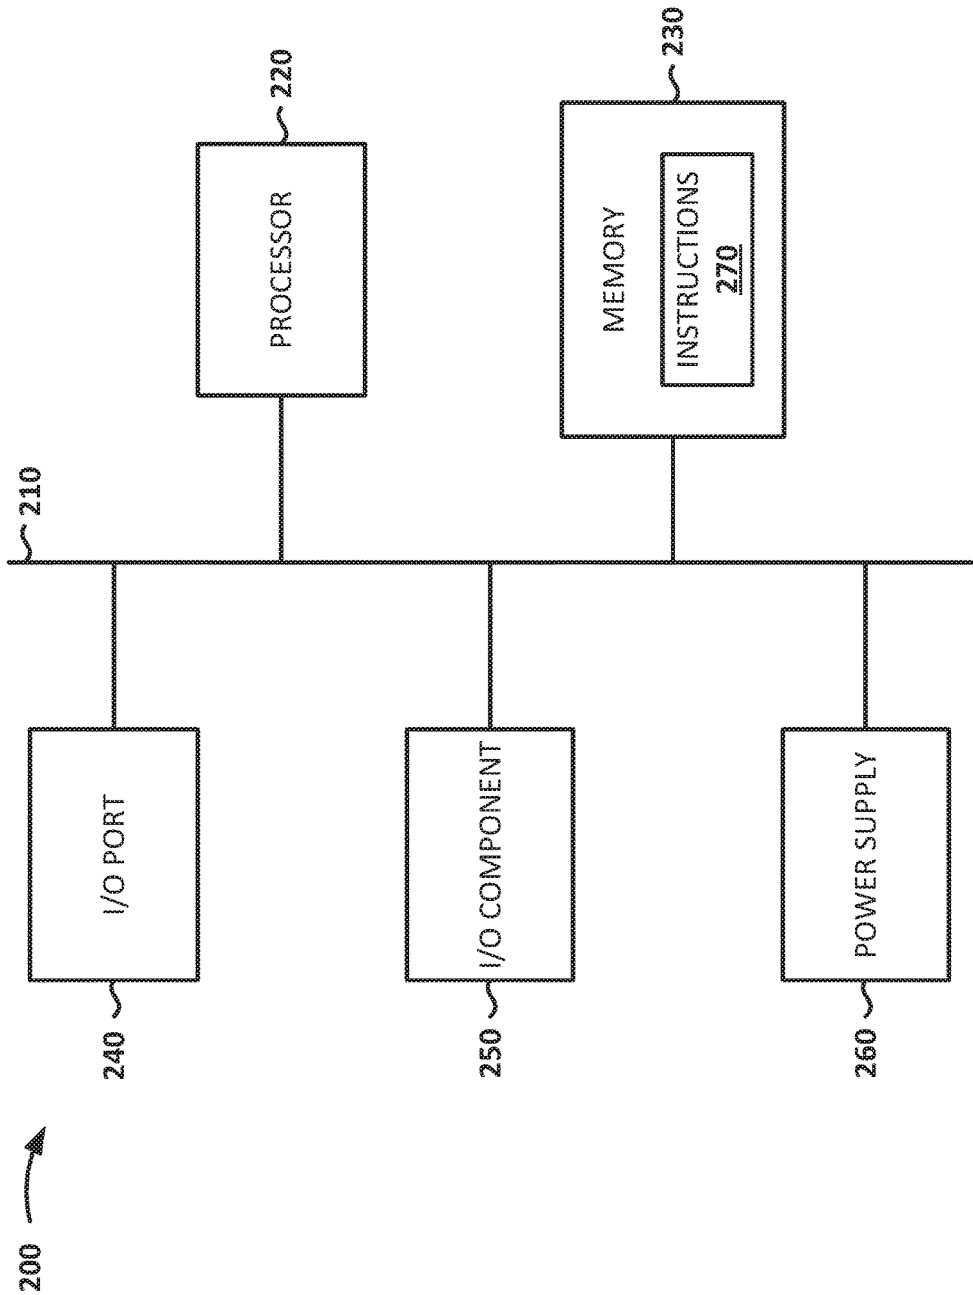 200
210
240
I/O PORT
250
I/O COMPONENT
260
POWER SUPPLY
PROCESSOR
220
MEMORY
230
INSTRUCTIONS
270